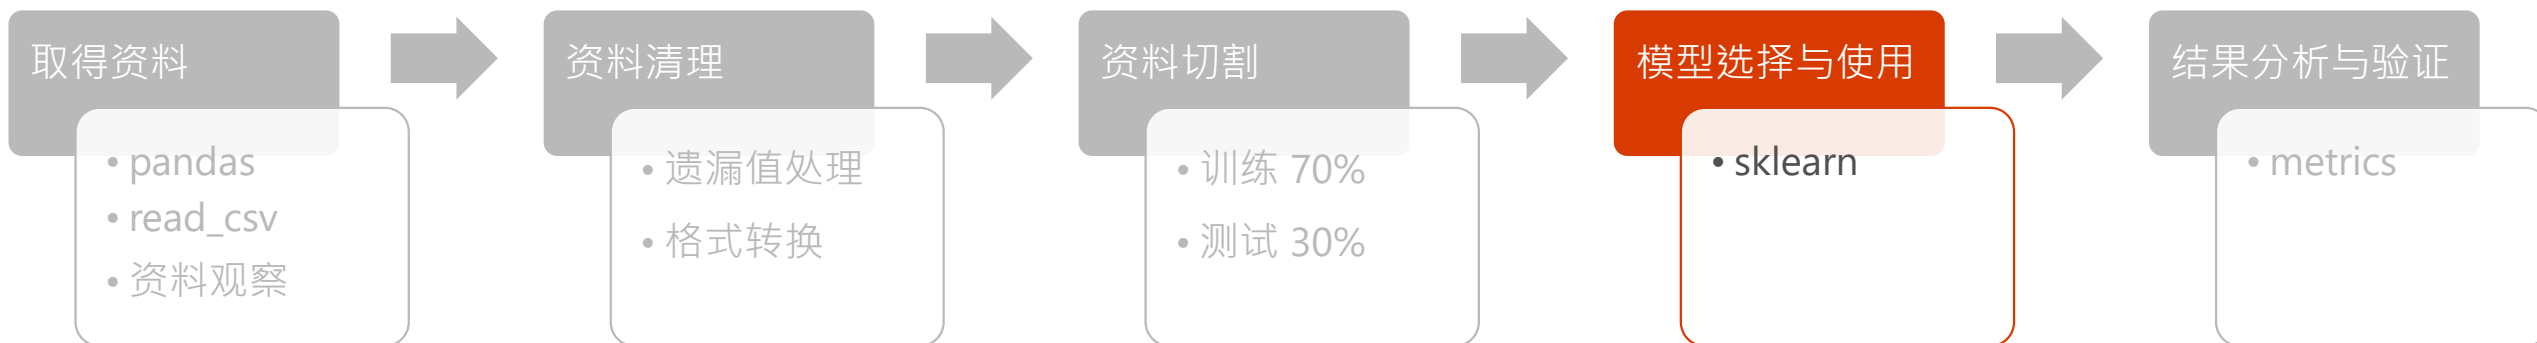 取得资料
• pandas
• read_csv
• 资料观察
资料清理
• 遗漏值处理
• 格式转换
资料切割
• 训练 70%
• 测试 30%
模型选择与使用
• sklearn
结果分析与验证
• metrics